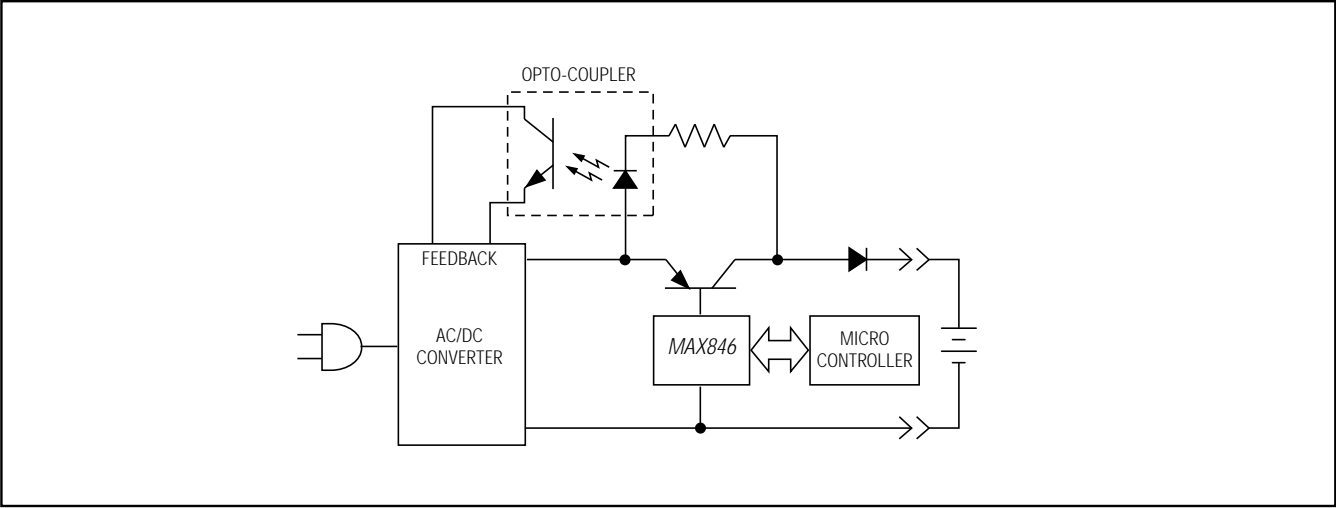 OPTO-COUPLER
FEEDBACK
AC/DC
CONVERTER
MAX846
MICRO
CONTROLLER